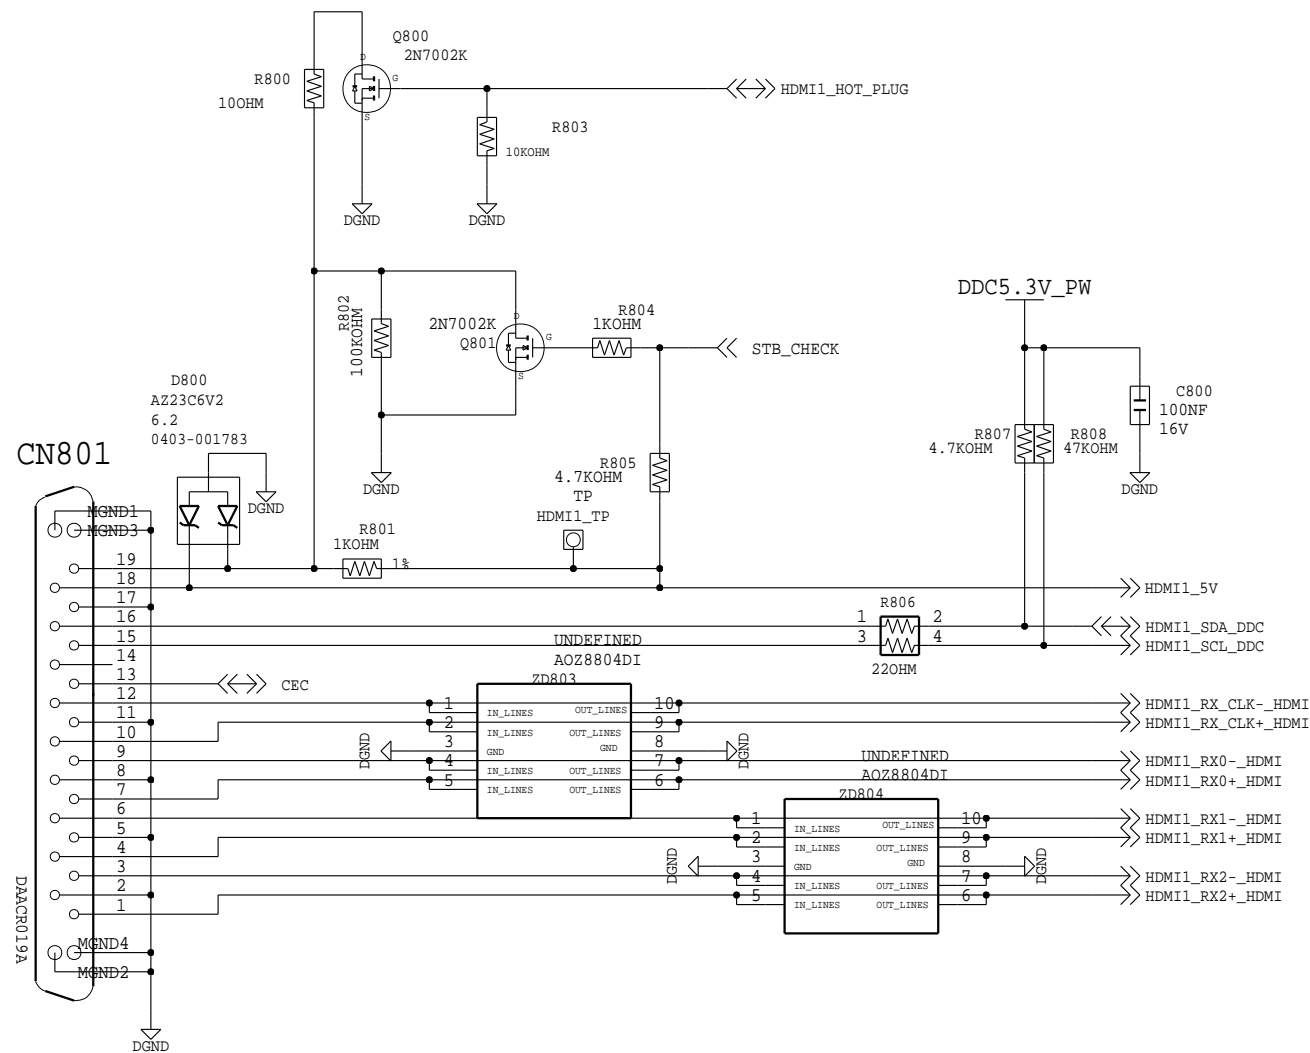 Q800
2N7002K
D
G
S
R800
10OHM
HDMI1_HOT_PLUG
R803
10KOHM
DGND
DGND
DDC5.3V_PW
R802
100KOHM
2N7002K
Q801
D
G
S
R804
1KOHM
STB_CHECK
D800
AZ23C6V2
6.2
0403-001783
C800
100NF
16V
R807
4.7KOHM
R808
47KOHM
CN801
R805
4.7KOHM
DGND
DGND
DGND
TP
HDMI1_TP
MGND1
MGND3
R801
1KOHM
1%
19
18
17
16
15
14
13
12
11
10
9
8
7
6
5
4
3
2
1
HDMI1_5V
R806
1
2
3
4
22OHM
HDMI1_SDA_DDC
HDMI1_SCL_DDC
UNDEFINED
AOZ8804DI
ZD803
CEC
1
IN_LINES
OUT_LINES
10
2
IN_LINES
OUT_LINES
9
DGND
3
GND
GND
8
DGND
4
IN_LINES
OUT_LINES
7
5
IN_LINES
OUT_LINES
6
HDMI1_RX_CLK-_HDMI
HDMI1_RX_CLK+_HDMI
HDMI1_RX0-_HDMI
HDMI1_RX0+_HDMI
UNDEFINED
AOZ8804DI
ZD804
1
IN_LINES
OUT_LINES
10
2
IN_LINES
OUT_LINES
9
DGND
3
GND
GND
8
DGND
4
IN_LINES
OUT_LINES
7
5
IN_LINES
OUT_LINES
6
HDMI1_RX1-_HDMI
HDMI1_RX1+_HDMI
HDMI1_RX2-_HDMI
HDMI1_RX2+_HDMI
DAACR019A
MGND4
MGND2
DGND